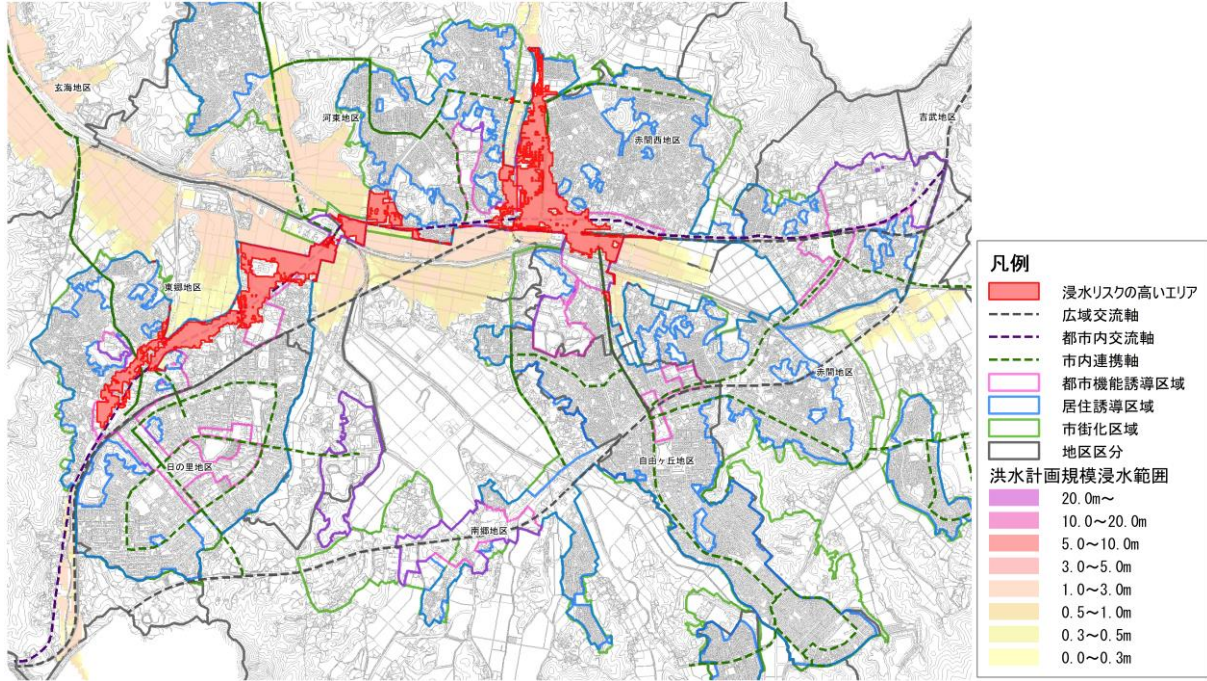 玄海地区
河東地区
赤間西地区
吉武地区
東郷地区
赤間地区
日の里地区
自由ヶ丘地区
南郷地区
凡例
浸水リスクの高いエリア
広域交流軸
都市内交流軸
市内連携軸
都市機能誘導区域
居住誘導区域
市街化区域
地区区分
洪水計画規模浸水範囲
20.0m～
10.0～20.0m
5.0～10.0m
3.0～5.0m
1.0～3.0m
0.5～1.0m
0.3～0.5m
0.0～0.3m